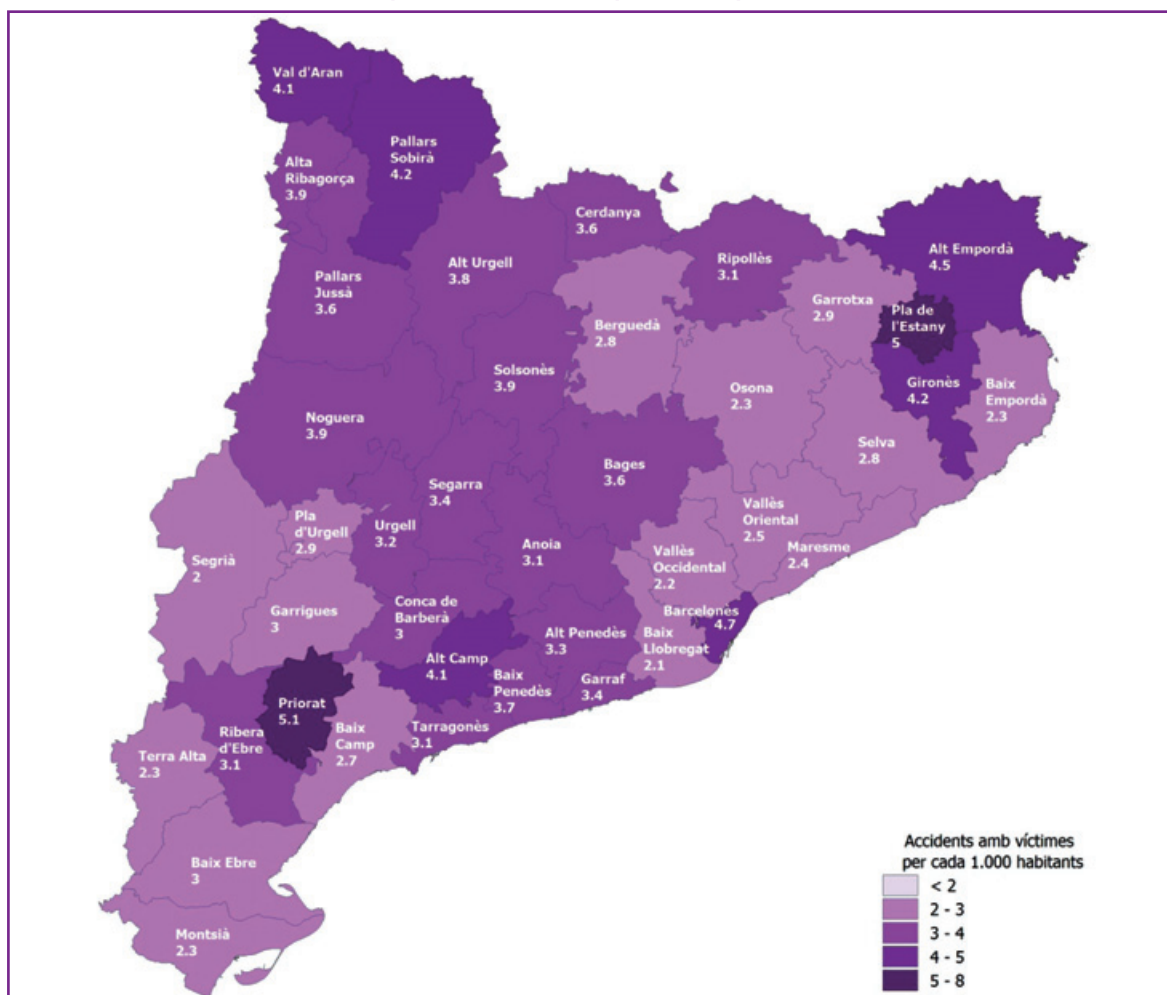 Val d'Aran
4.1
Pallars
Sobirà
4.2
Alta
Ribagorça
3.9
Cerdanya
3.6
Ripollès
3.1
Alt Empordà
4.5
Alt Urgell
3.8
Pallars
Jussà
3.6
Garrotxa
2.9
Pla de
l'Estany
5
Berguedà
2.8
Solsonès
3.9
Osona
2.3
Gironès
4.2
Baix
Empordà
2.3
Noguera
3.9
Selva
2.8
Bages
3.6
Segarra
3.4
Vallès
Oriental
2.5
Pla
d'Urgell
2.9
Urgell
3.2
Anoia
3.1
Maresme
2.4
Vallès
Occidental
2.2
Segrià
2
Garrigues
3
Conca de
Barberà
3
Barcelonès
4.7
Alt Penedès
3.3
Baix
Llobregat
2.1
Alt Camp
4.1
Baix
Penedès
3.7
Garraf
3.4
Priorat
5.1
Tarragonès
3.1
Baix
Camp
2.7
Ribera
d'Ebre
3.1
Terra Alta
2.3
Baix Ebre
3
Montsià
2.3
Accidents amb víctimes
per cada 1.000 habitants
< 2
2 - 3
3 - 4
4 - 5
5 - 8